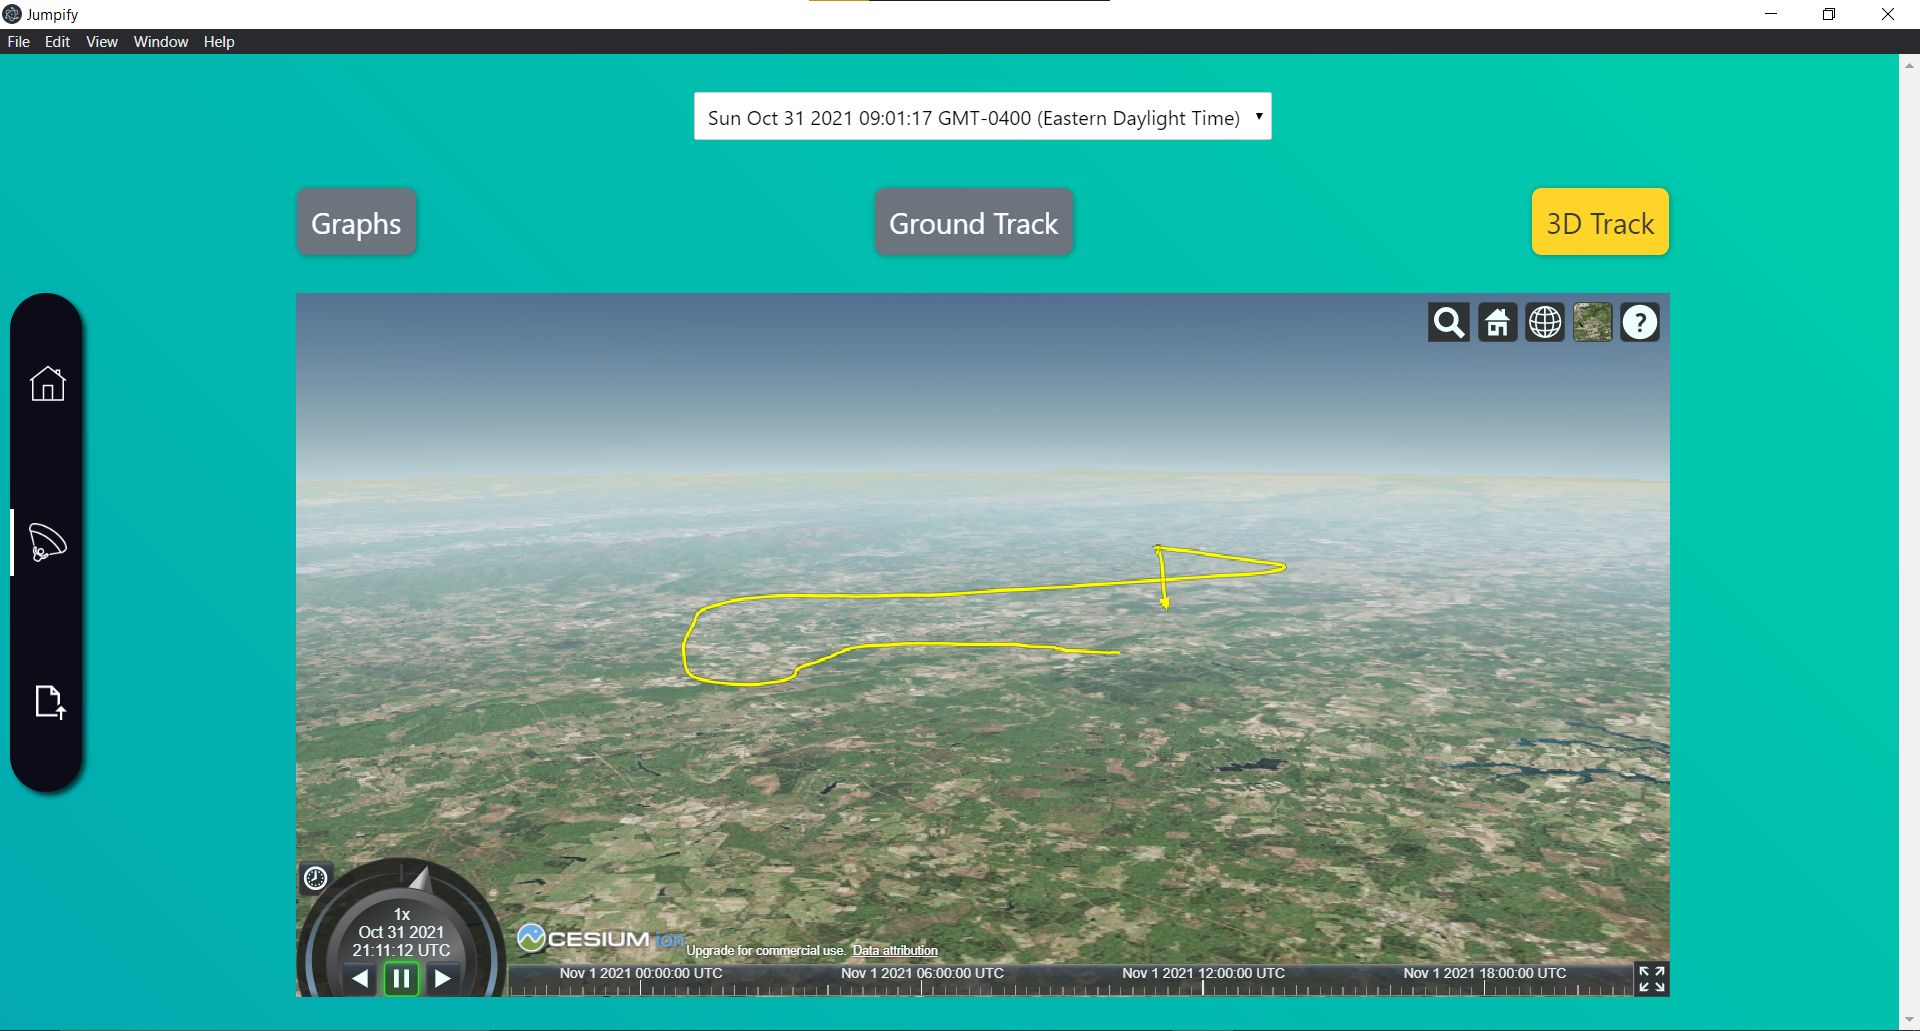 Jumpify
File Edit View Window Help
Sun Oct 31 2021 09:01:17 GMT-0400 (Eastern Daylight Time)
Graphs
Ground Track
3D Track
?
1x
Oct 31 2021
21:11:12 UTC
CESIUM ion
Upgrade for commercial use. Data attribution
Nov 1 2021 00:00:00 UTC Nov 1 2021 06:00:00 UTC Nov 1 2021 12:00:00 UTC Nov 1 2021 18:00:00 UTC